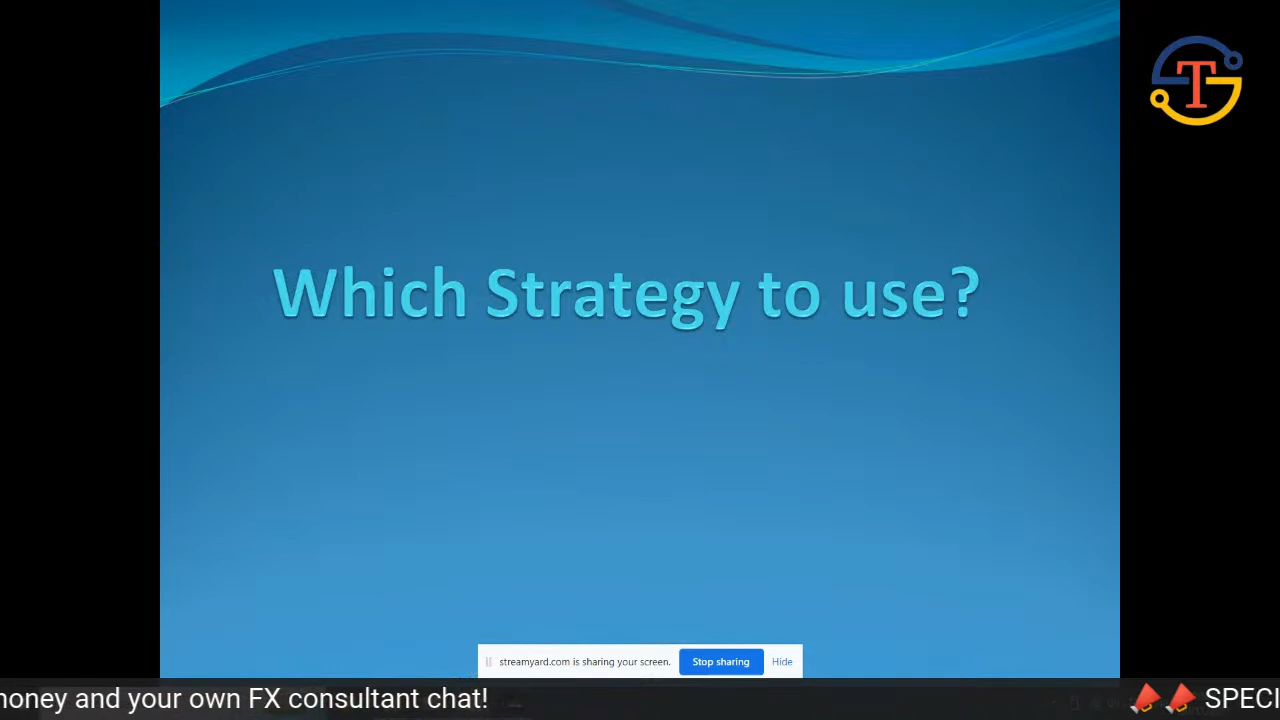 T
Which Strategy to use?
streamyard.com is sharing your screen. Stop sharing Hide
money and your own FX consultant chat! SPECI